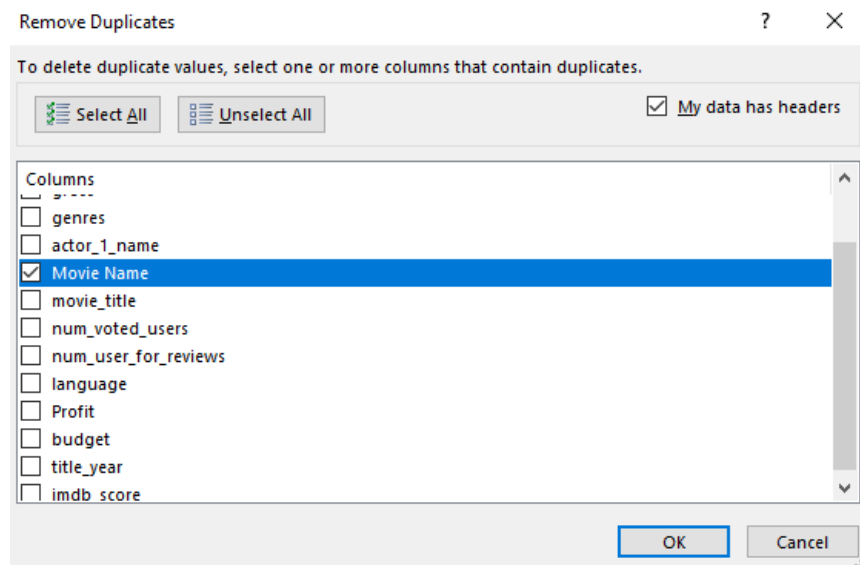 Remove Duplicates
To delete duplicate values, select one or more columns that contain duplicates.
Select All
Unselect All
My data has headers
Columns
genres
actor_1_name
Movie Name
movie_title
num_voted_users
num_user_for_reviews
language
Profit
budget
title_year
imdb_score
OK
Cancel